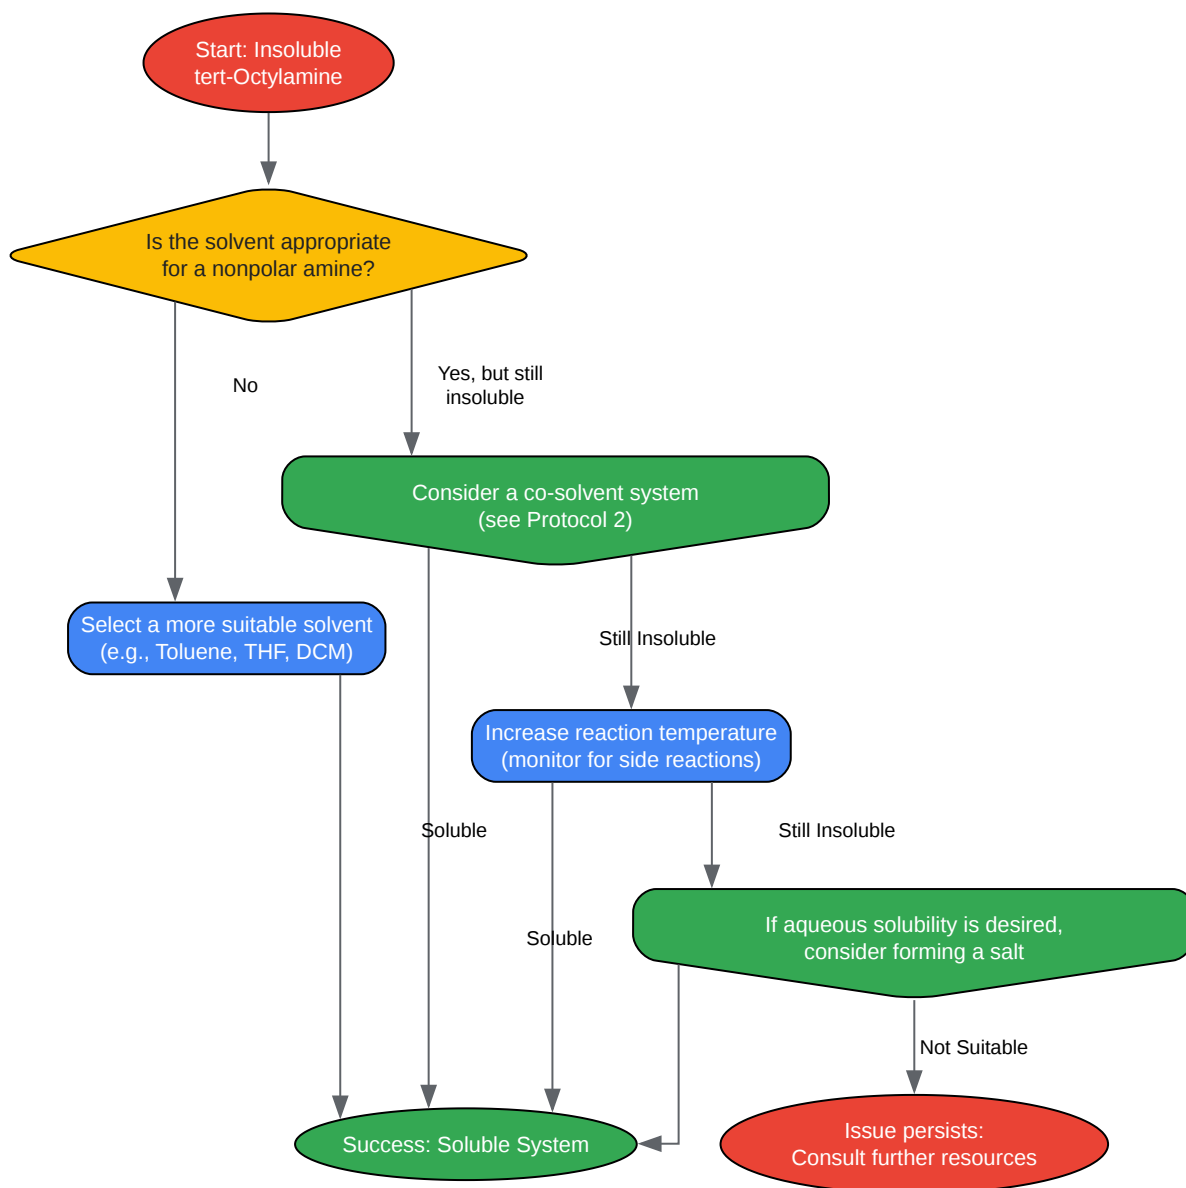 Start: Insoluble
tert-Octylamine
Is the solvent appropriate
for a nonpolar amine?
No
Yes, but still
insoluble
Consider a co-solvent system
(see Protocol 2)
Select a more suitable solvent
(e.g., Toluene, THF, DCM)
Still Insoluble
Increase reaction temperature
(monitor for side reactions)
Soluble
Still Insoluble
Soluble
If aqueous solubility is desired,
consider forming a salt
Not Suitable
Success: Soluble System
Issue persists:
Consult further resources